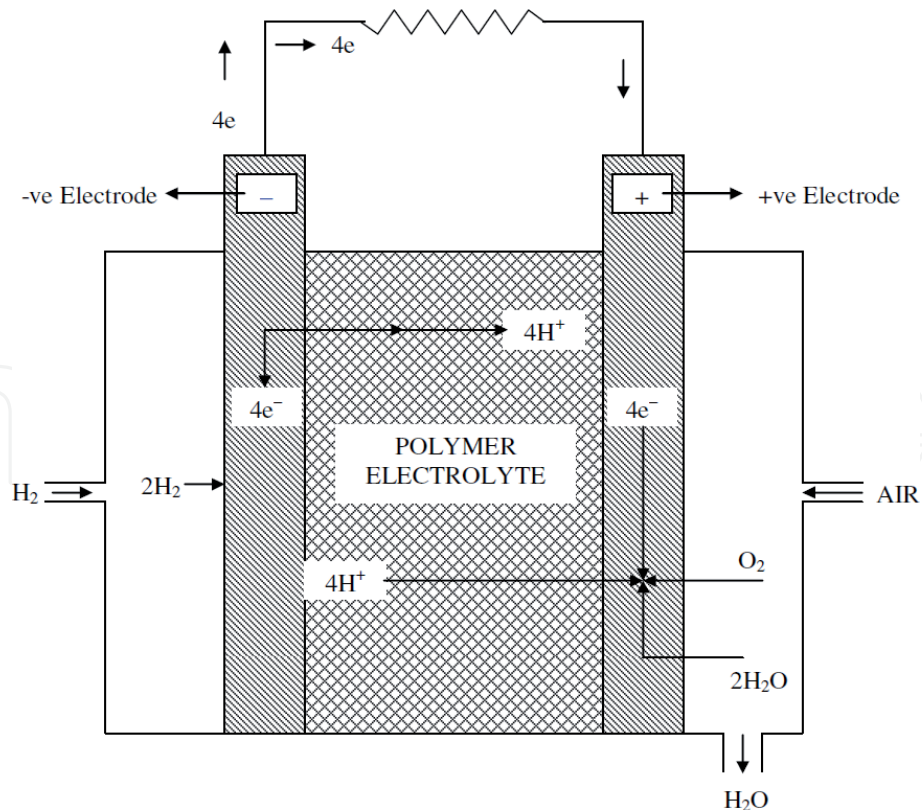 4e
4e
-ve Electrode
–
+
+ve Electrode
4H⁺
4e⁻
4e⁻
POLYMER
ELECTROLYTE
H₂
2H₂
AIR
4H⁺
O₂
2H₂O
H₂O